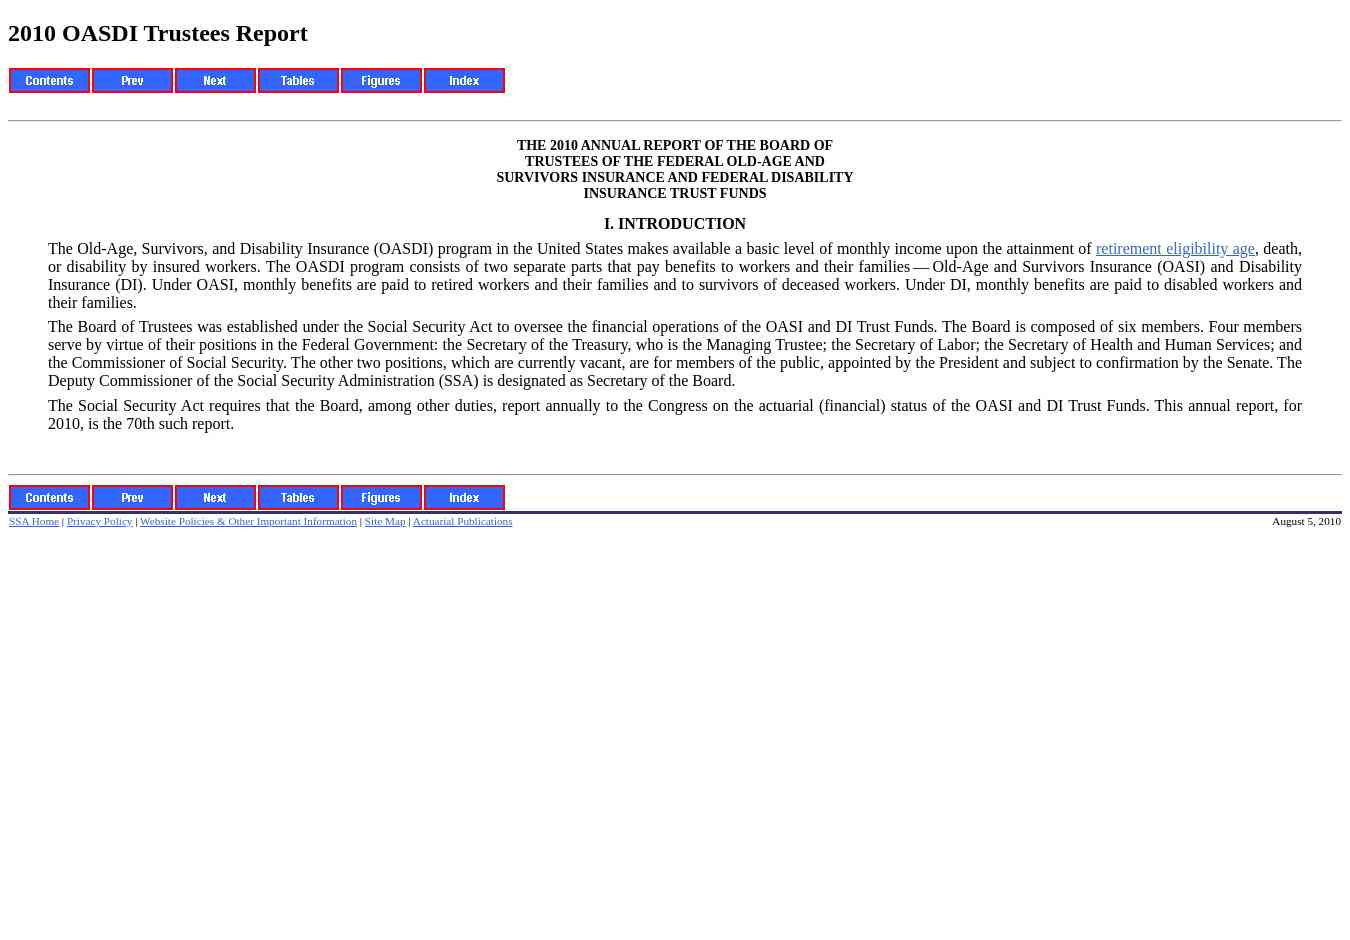 2010 OASDI Trustees Report
Contents Prev Next Tables Figures Index
THE 2010 ANNUAL REPORT OF THE BOARD OF
TRUSTEES OF THE FEDERAL OLD-AGE AND
SURVIVORS INSURANCE AND FEDERAL DISABILITY
INSURANCE TRUST FUNDS
I. INTRODUCTION
The Old-Age, Survivors, and Disability Insurance (OASDI) program in the United States makes available a basic level of monthly income upon the attainment of retirement eligibility age, death,
or disability by insured workers. The OASDI program consists of two separate parts that pay benefits to workers and their families — Old-Age and Survivors Insurance (OASI) and Disability
Insurance (DI). Under OASI, monthly benefits are paid to retired workers and their families and to survivors of deceased workers. Under DI, monthly benefits are paid to disabled workers and
their families.
The Board of Trustees was established under the Social Security Act to oversee the financial operations of the OASI and DI Trust Funds. The Board is composed of six members. Four members
serve by virtue of their positions in the Federal Government: the Secretary of the Treasury, who is the Managing Trustee; the Secretary of Labor; the Secretary of Health and Human Services; and
the Commissioner of Social Security. The other two positions, which are currently vacant, are for members of the public, appointed by the President and subject to confirmation by the Senate. The
Deputy Commissioner of the Social Security Administration (SSA) is designated as Secretary of the Board.
The Social Security Act requires that the Board, among other duties, report annually to the Congress on the actuarial (financial) status of the OASI and DI Trust Funds. This annual report, for
2010, is the 70th such report.
Contents Prev Next Tables Figures Index
SSA Home | Privacy Policy | Website Policies & Other Important Information | Site Map | Actuarial Publications August 5, 2010